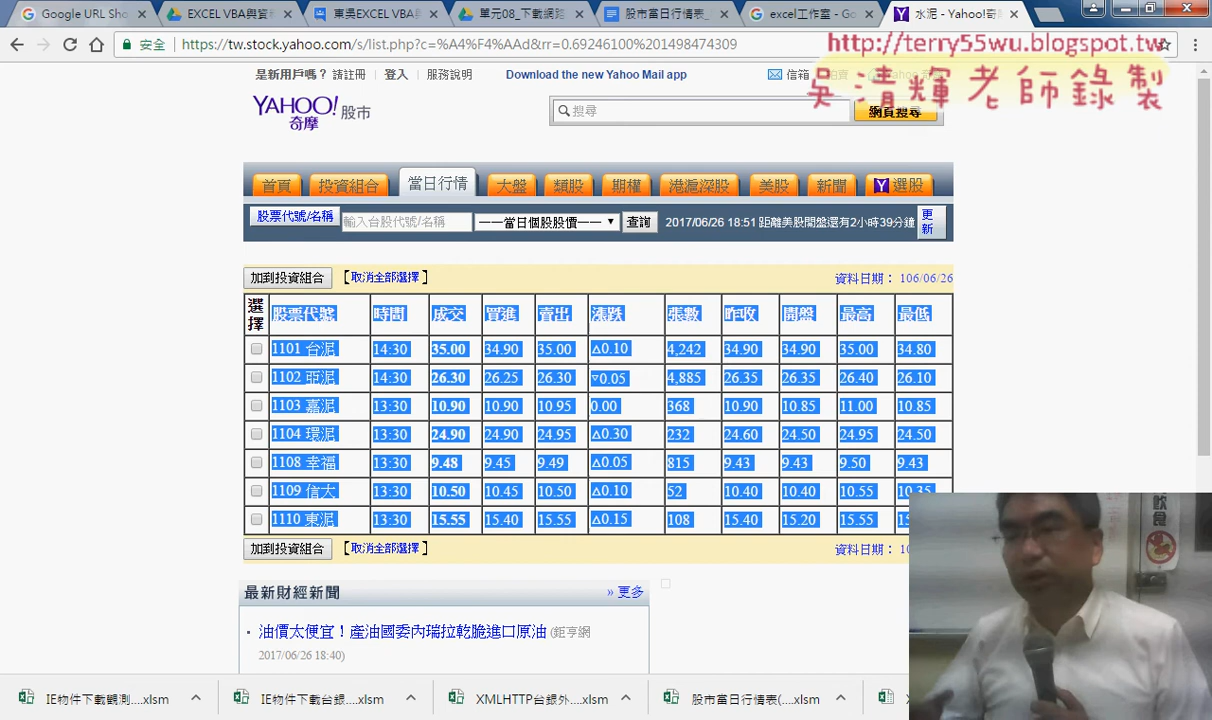 Google URL Sho
EXCEL VBA與資
東吳EXCEL VBA
單元08_下載網
股市當日行情表_
excel工作室 - Go
水泥 - Yahoo!奇
安全
https://tw.stock.yahoo.com/s/list.php?c=%A4%F4%AAd&rr=0.69246100%201498474309
http://terry55wu.blogspot.tw
吳清輝老師錄製
是新用戶嗎？請註冊
登入
服務說明
Download the new Yahoo Mail app
信箱
YAHOO!
奇摩
股市
搜尋
網頁搜尋
首頁
投資組合
當日行情
大盤
類股
期權
港滬深股
美股
新聞
選股
股票代號/名稱
輸入台股代號/名稱
──當日個股股價──
查詢
2017/06/26 18:51 距離美股開盤還有2小時39分鐘
更新
加到投資組合
【取消全部選擇】
資料日期： 106/06/26
選擇 股票代號 時間 成交 買進 賣出 漲跌 張數 昨收 開盤 最高 最低
1101 台泥 14:30 35.00 34.90 35.00 △0.10 4,242 34.90 34.90 35.00 34.80
1102 亞泥 14:30 26.30 26.25 26.30 ▽0.05 4,885 26.35 26.35 26.40 26.10
1103 嘉泥 13:30 10.90 10.90 10.95 0.00 368 10.90 10.85 11.00 10.85
1104 環泥 13:30 24.90 24.90 24.95 △0.30 232 24.60 24.50 24.95 24.50
1108 幸福 13:30 9.48 9.45 9.49 △0.05 815 9.43 9.43 9.50 9.43
1109 信大 13:30 10.50 10.45 10.50 △0.10 52 10.40 10.40 10.55 10.35
1110 東泥 13:30 15.55 15.40 15.55 △0.15 108 15.40 15.20 15.55 15
加到投資組合
【取消全部選擇】
資料日期： 10
最新財經新聞
» 更多
油價太便宜！產油國委內瑞拉乾脆進口原油 (鉅亨網
2017/06/26 18:40)
飲食
IE物件下載觀測....xlsm
IE物件下載台銀....xlsm
XMLHTTP台銀外....xlsm
股市當日行情表(....xlsm